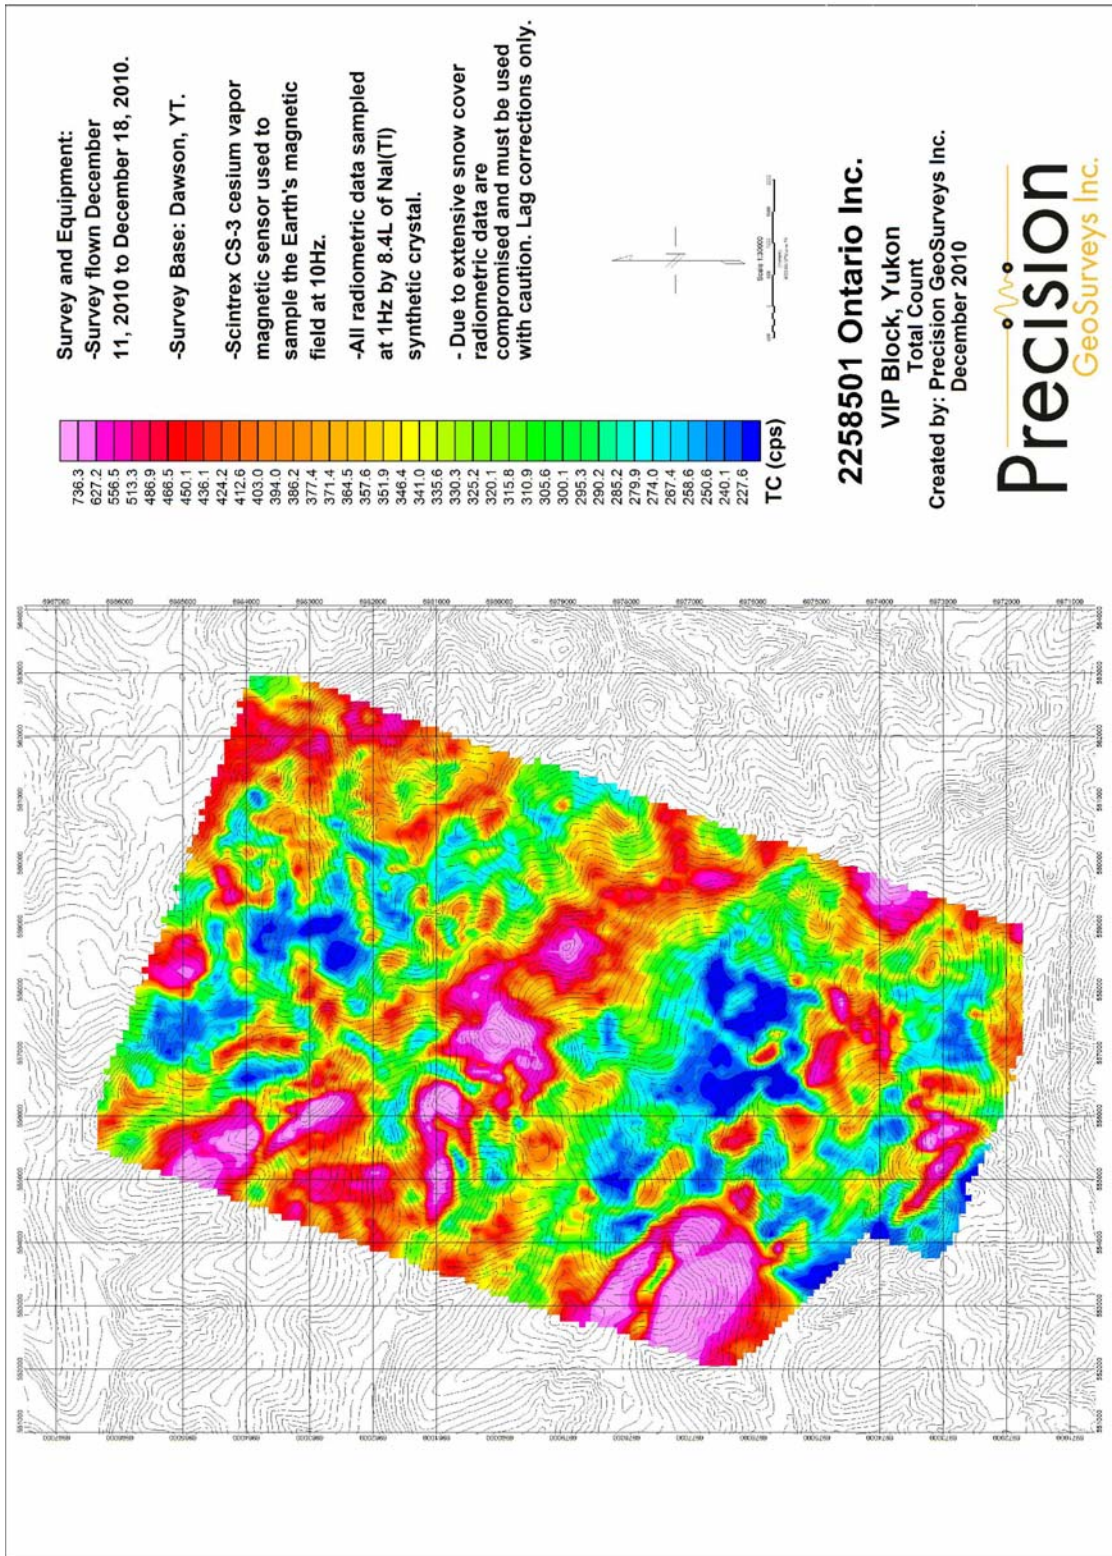 Survey and Equipment:
-Survey flown December
11, 2010 to December 18, 2010.
-Survey Base: Dawson, YT.
-Scintrex CS-3 cesium vapor
magnetic sensor used to
sample the Earth's magnetic
field at 10Hz.
-All radiometric data sampled
at 1Hz by 8.4L of NaI(Tl)
synthetic crystal.
- Due to extensive snow cover
radiometric data are
compromised and must be used
with caution. Lag corrections only.
736.3
627.2
556.5
513.3
486.9
466.5
450.1
436.1
424.2
412.6
403.0
394.0
386.2
377.4
371.4
364.5
357.6
351.9
346.4
341.0
335.6
330.3
325.2
320.1
315.8
310.9
305.6
300.1
295.3
290.2
285.2
279.9
274.0
267.4
258.6
250.6
240.1
227.6
TC (cps)
Scale 1:30000
2258501 Ontario Inc.
VIP Block, Yukon
Total Count
Created by: Precision GeoSurveys Inc.
December 2010
Precision
GeoSurveys Inc.